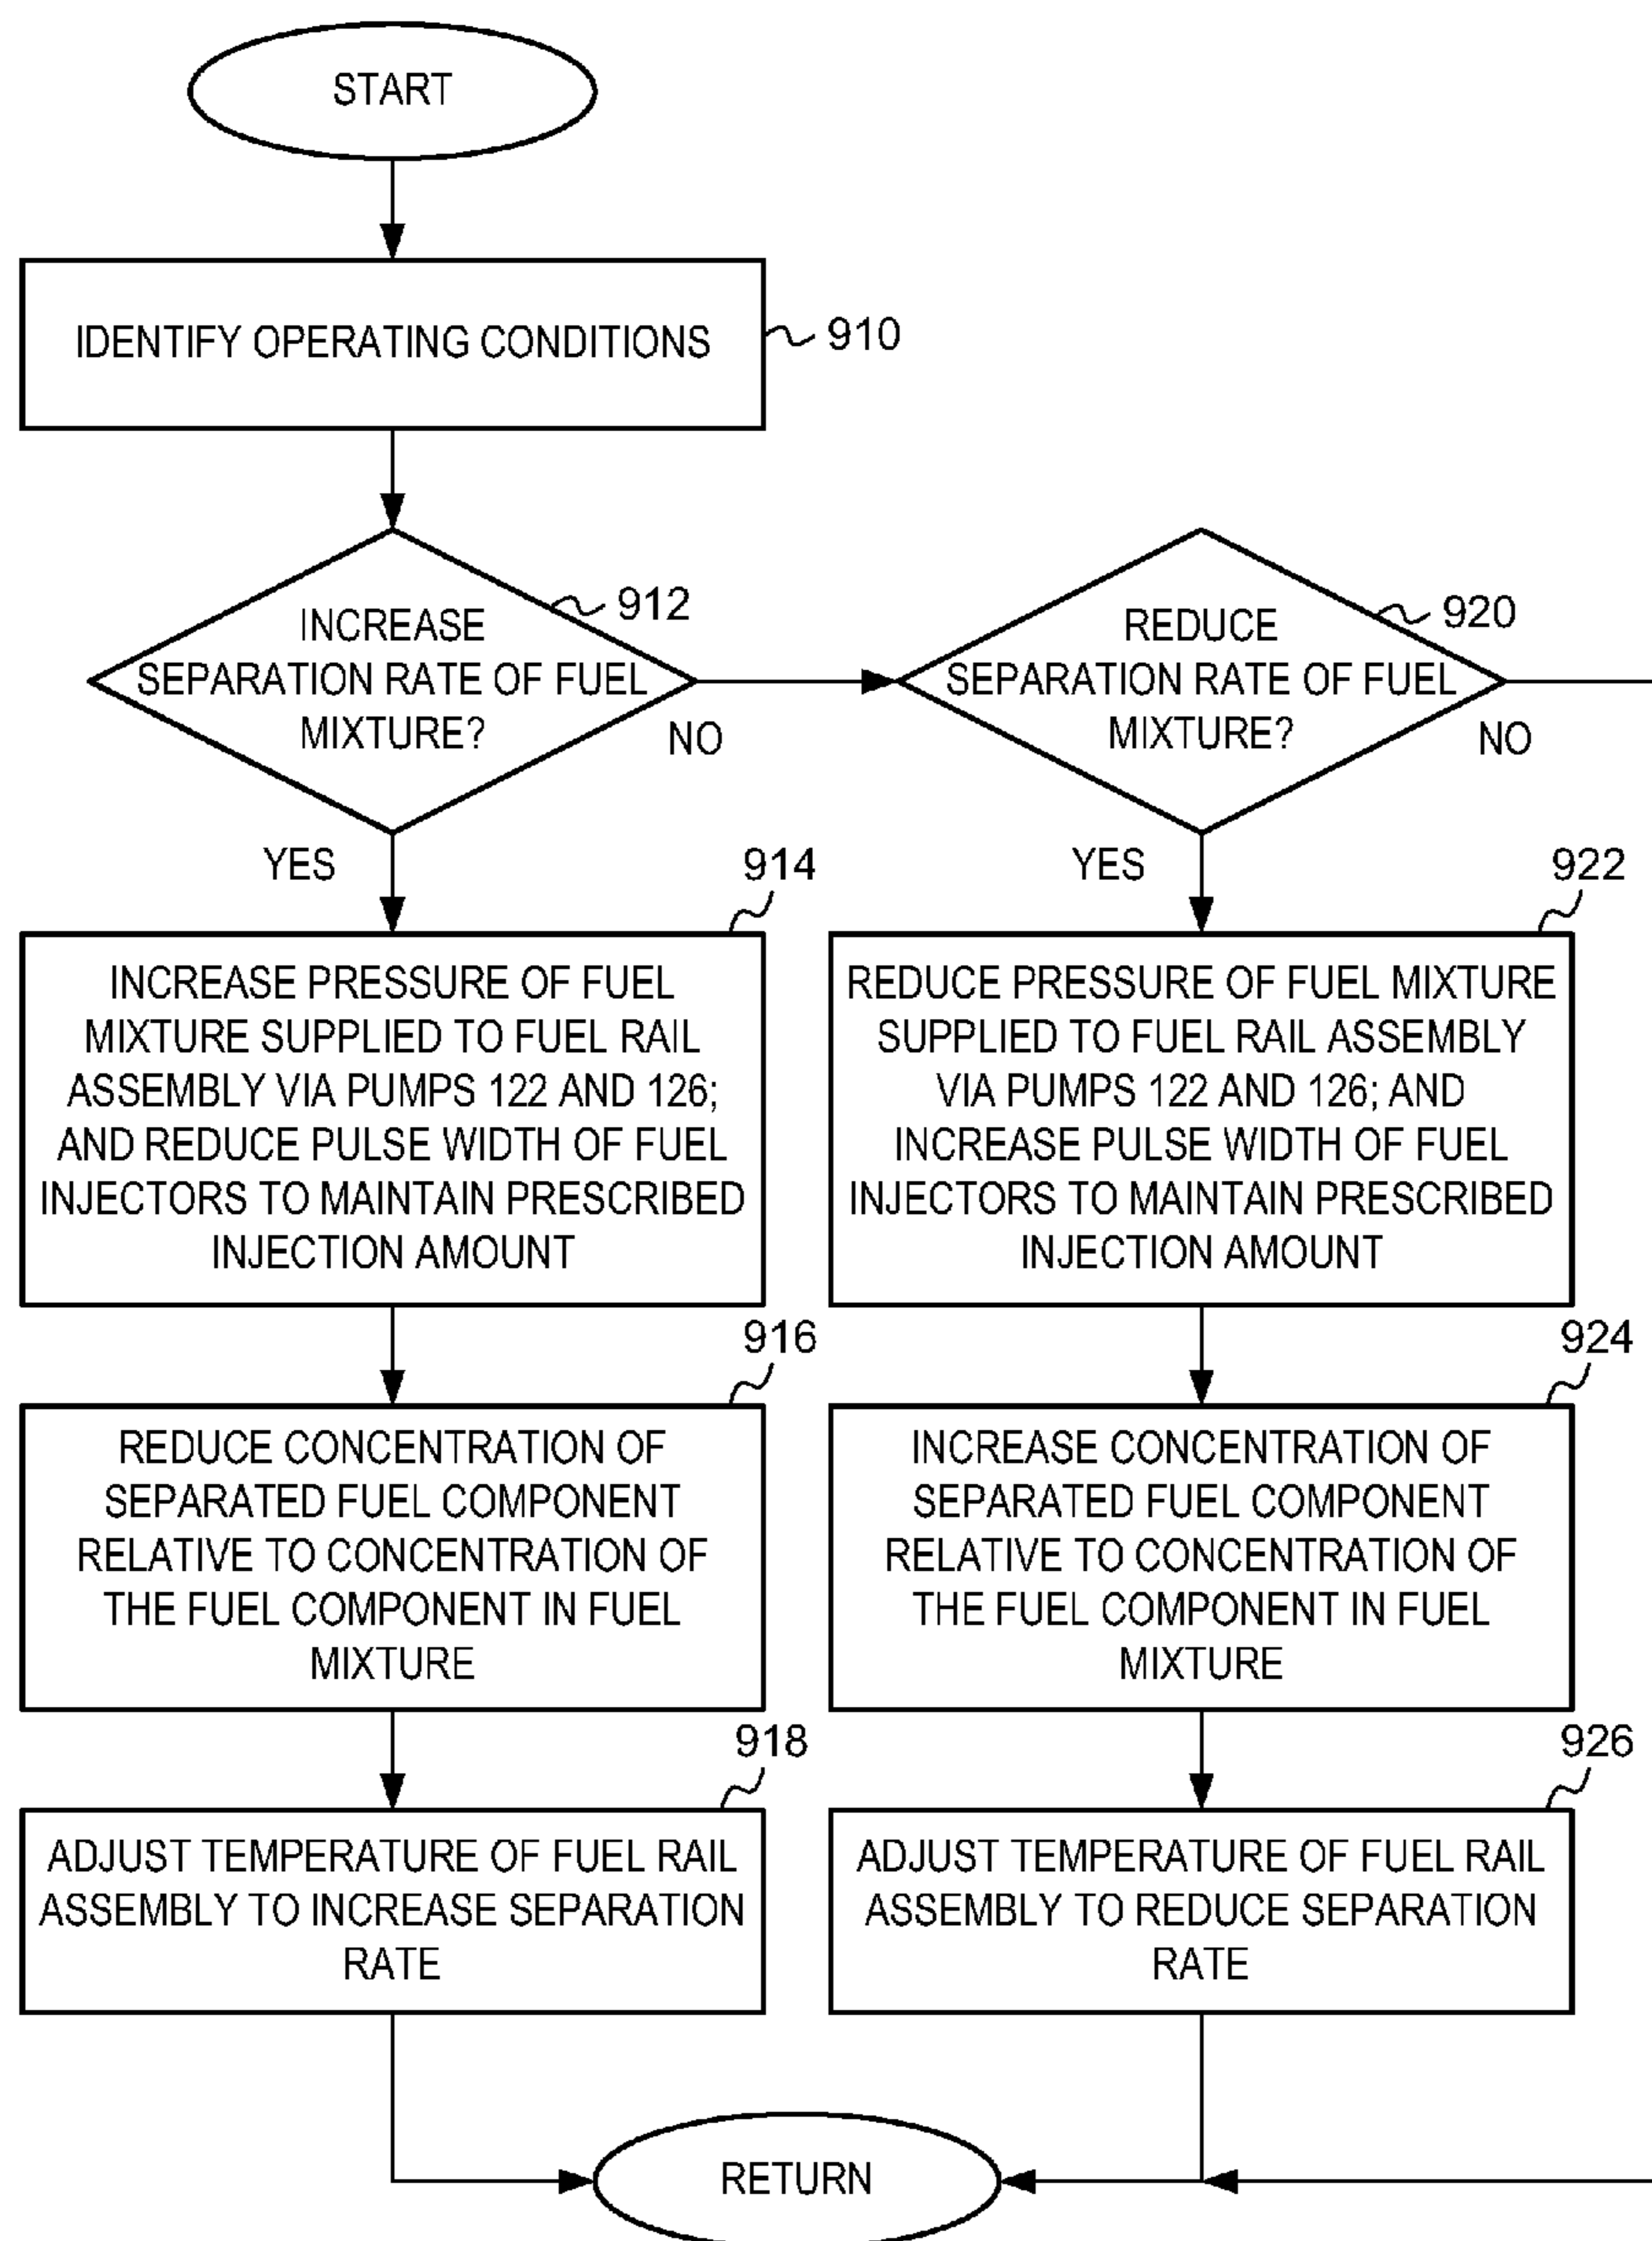 START
IDENTIFY OPERATING CONDITIONS
910
INCREASE
SEPARATION RATE OF FUEL
MIXTURE?
912
NO
YES
REDUCE
SEPARATION RATE OF FUEL
MIXTURE?
920
NO
YES
914
INCREASE PRESSURE OF FUEL
MIXTURE SUPPLIED TO FUEL RAIL
ASSEMBLY VIA PUMPS 122 AND 126;
AND REDUCE PULSE WIDTH OF FUEL
INJECTORS TO MAINTAIN PRESCRIBED
INJECTION AMOUNT
922
REDUCE PRESSURE OF FUEL MIXTURE
SUPPLIED TO FUEL RAIL ASSEMBLY
VIA PUMPS 122 AND 126; AND
INCREASE PULSE WIDTH OF FUEL
INJECTORS TO MAINTAIN PRESCRIBED
INJECTION AMOUNT
916
REDUCE CONCENTRATION OF
SEPARATED FUEL COMPONENT
RELATIVE TO CONCENTRATION OF
THE FUEL COMPONENT IN FUEL
MIXTURE
924
INCREASE CONCENTRATION OF
SEPARATED FUEL COMPONENT
RELATIVE TO CONCENTRATION OF
THE FUEL COMPONENT IN FUEL
MIXTURE
918
ADJUST TEMPERATURE OF FUEL RAIL
ASSEMBLY TO INCREASE SEPARATION
RATE
926
ADJUST TEMPERATURE OF FUEL RAIL
ASSEMBLY TO REDUCE SEPARATION
RATE
RETURN